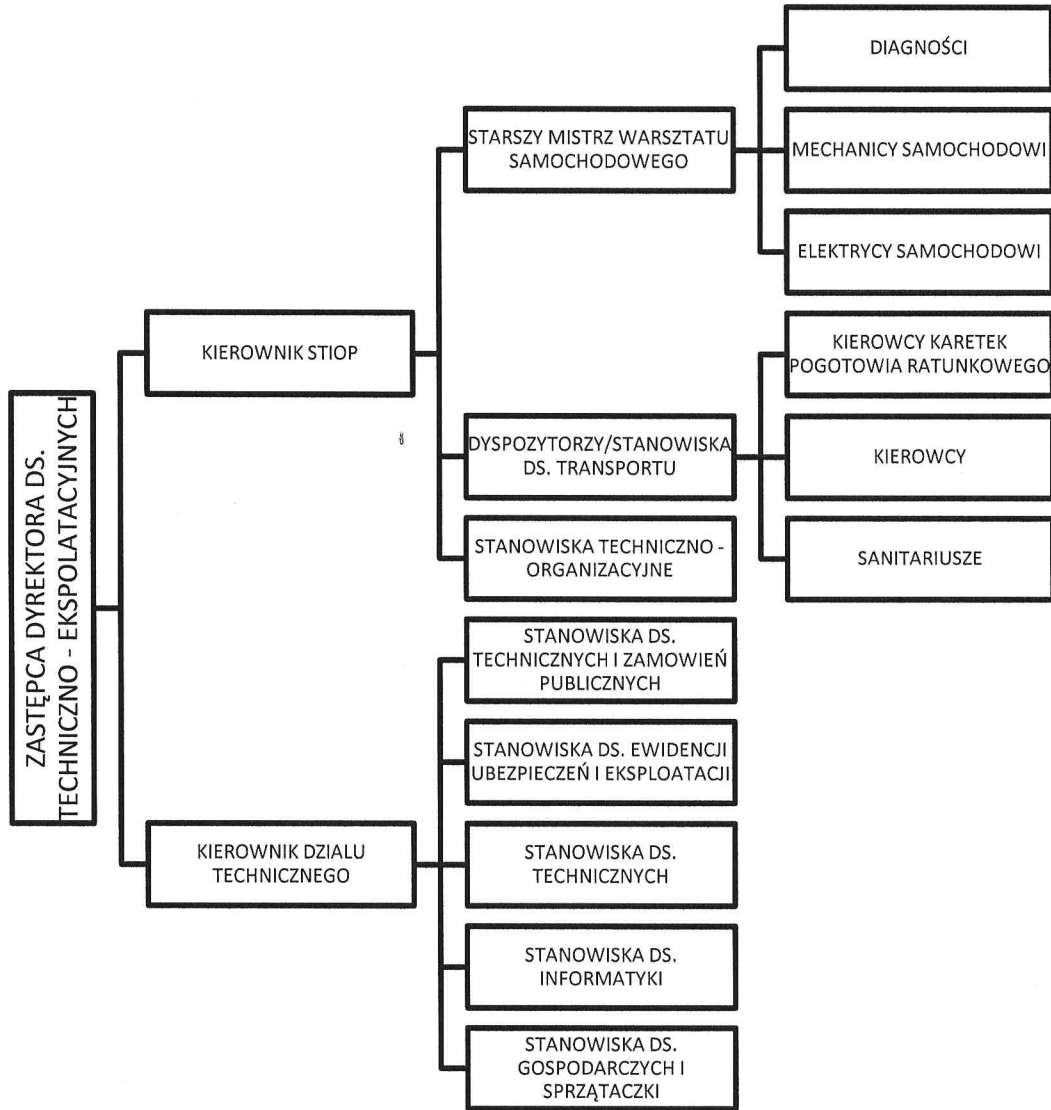 ZASTĘPCA DYREKTORA DS.
TECHNICZNO - EKSPOLATACYJNYCH
KIEROWNIK STIOP
STARSZY MISTRZ WARSZTATU
SAMOCHODOWEGO
DIAGNOŚCI
MECHANICY SAMOCHODOWI
ELEKTRYCY SAMOCHODOWI
DYSPOZYTORZY/STANOWISKA
DS. TRANSPORTU
KIEROWCY KARETEK
POGOTOWIA RATUNKOWEGO
KIEROWCY
SANITARIUSZE
STANOWISKA TECHNICZNO -
ORGANIZACYJNE
KIEROWNIK DZIALU
TECHNICZNEGO
STANOWISKA DS.
TECHNICZNYCH I ZAMOWIEŃ
PUBLICZNYCH
STANOWISKA DS. EWIDENCJI
UBEZPIECZEŃ I EKSPLOATACJI
STANOWISKA DS.
TECHNICZNYCH
STANOWISKA DS.
INFORMATYKI
STANOWISKA DS.
GOSPODARCZYCH I
SPRZĄTACZKI